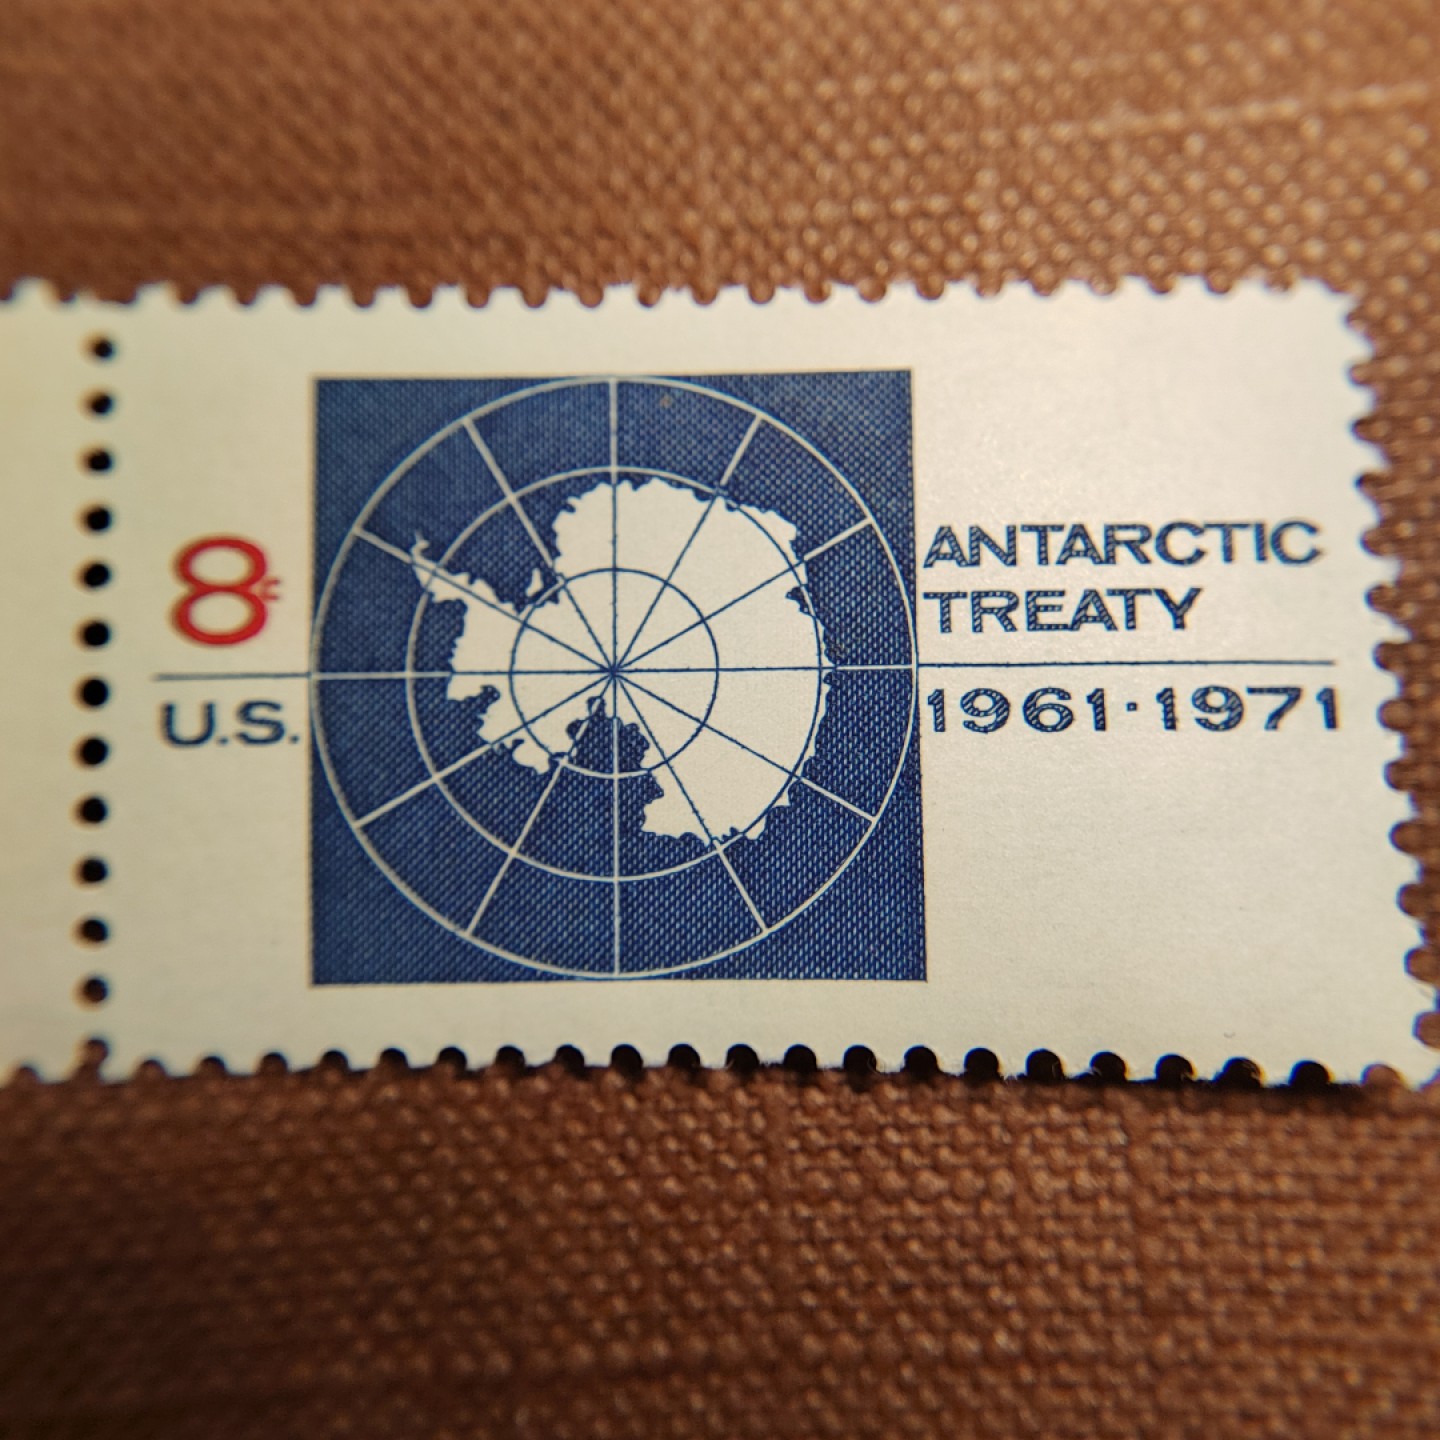 8¢
U.S.
ANTARCTIC
TREATY
1961·1971